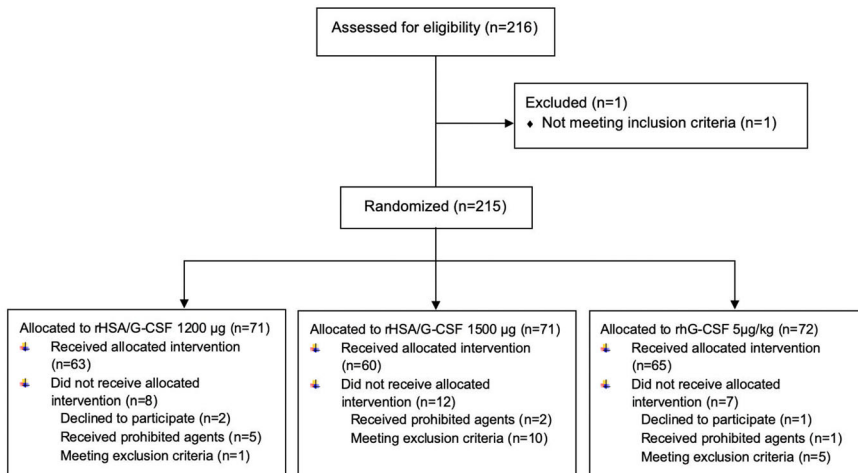 Assessed for eligibility (n=216)
Excluded (n=1)
♦ Not meeting inclusion criteria (n=1)
Randomized (n=215)
Allocated to rHSA/G-CSF 1200 µg (n=71)
Received allocated intervention
(n=63)
Did not receive allocated
intervention (n=8)
Declined to participate (n=2)
Received prohibited agents (n=5)
Meeting exclusion criteria (n=1)
Allocated to rHSA/G-CSF 1500 µg (n=71)
Received allocated intervention
(n=60)
Did not receive allocated
intervention (n=12)
Received prohibited agents (n=2)
Meeting exclusion criteria (n=10)
Allocated to rhG-CSF 5µg/kg (n=72)
Received allocated intervention
(n=65)
Did not receive allocated
intervention (n=7)
Declined to participate (n=1)
Received prohibited agents (n=1)
Meeting exclusion criteria (n=5)